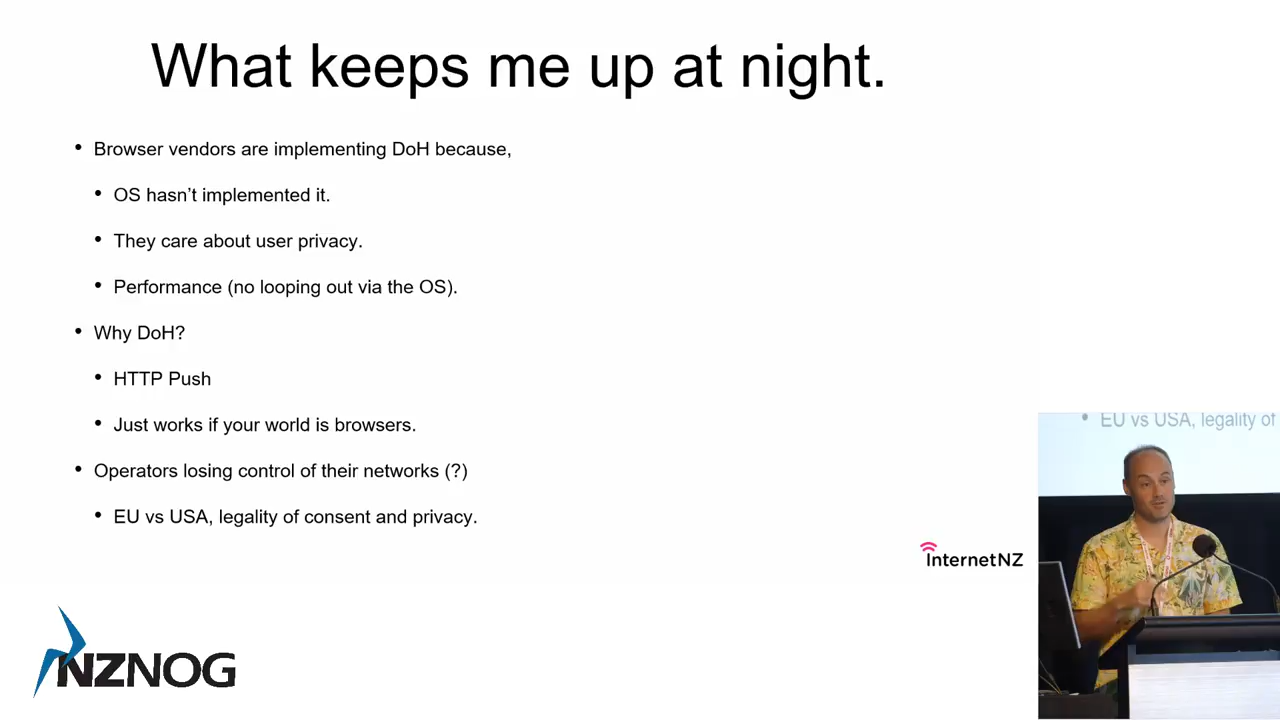 What keeps me up at night.
• Browser vendors are implementing DoH because,
• OS hasn't implemented it.
• They care about user privacy.
• Performance (no looping out via the OS).
• Why DoH?
• HTTP Push
• Just works if your world is browsers.
• Operators losing control of their networks (?)
• EU vs USA, legality of consent and privacy.
• EU vs USA, legality of
InternetNZ
NZNOG